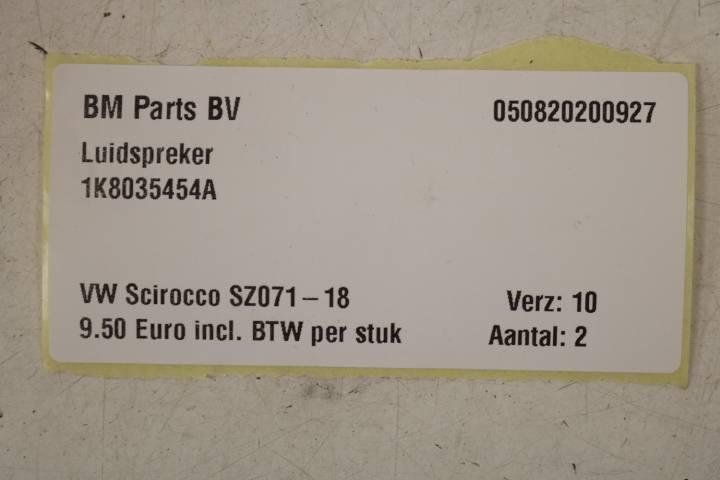 BM Parts BV 050820200927
Luidspreker
1K8035454A
VW Scirocco SZ071-18 Verz: 10
9.50 Euro incl. BTW per stuk Aantal: 2